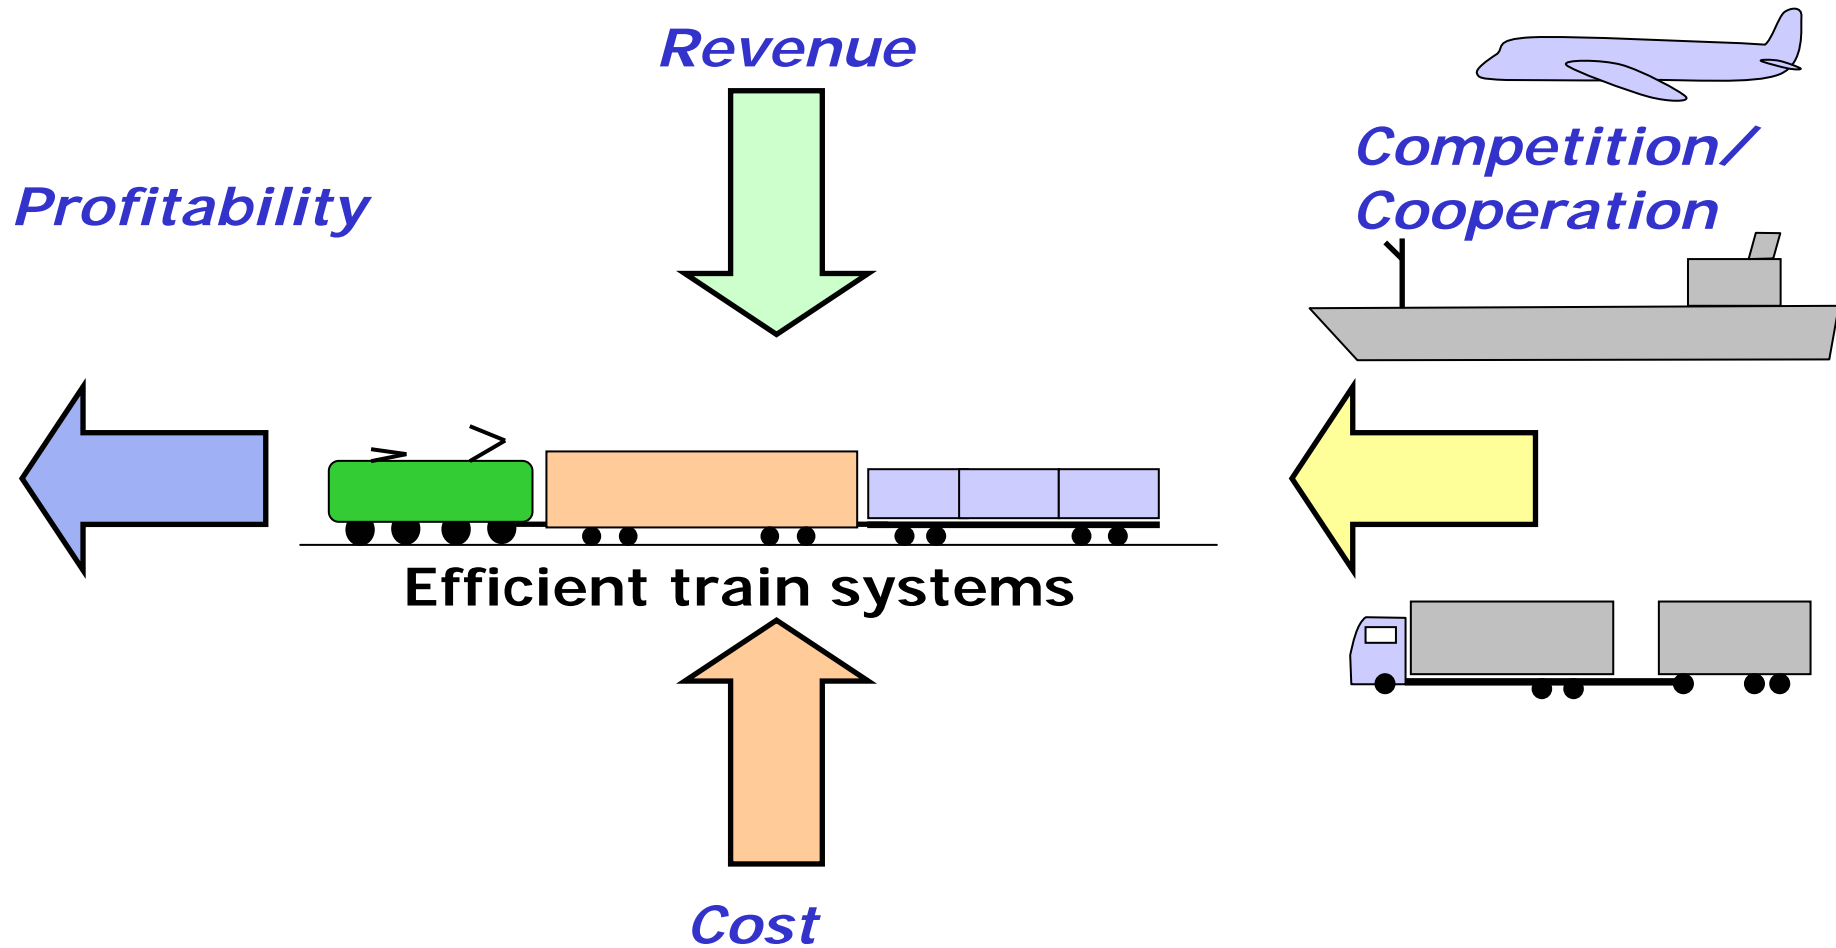 Revenue
Competition/
Cooperation
Profitability
Efficient train systems
Cost